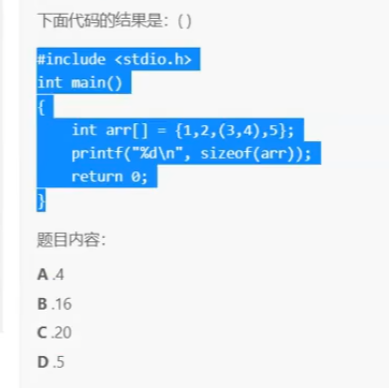 下面代码的结果是：( )
#include <stdio.h>
int main()
{
    int arr[] = {1,2,(3,4),5};
    printf("%d\n", sizeof(arr));
    return 0;
}
题目内容：
A .4
B .16
C .20
D .5